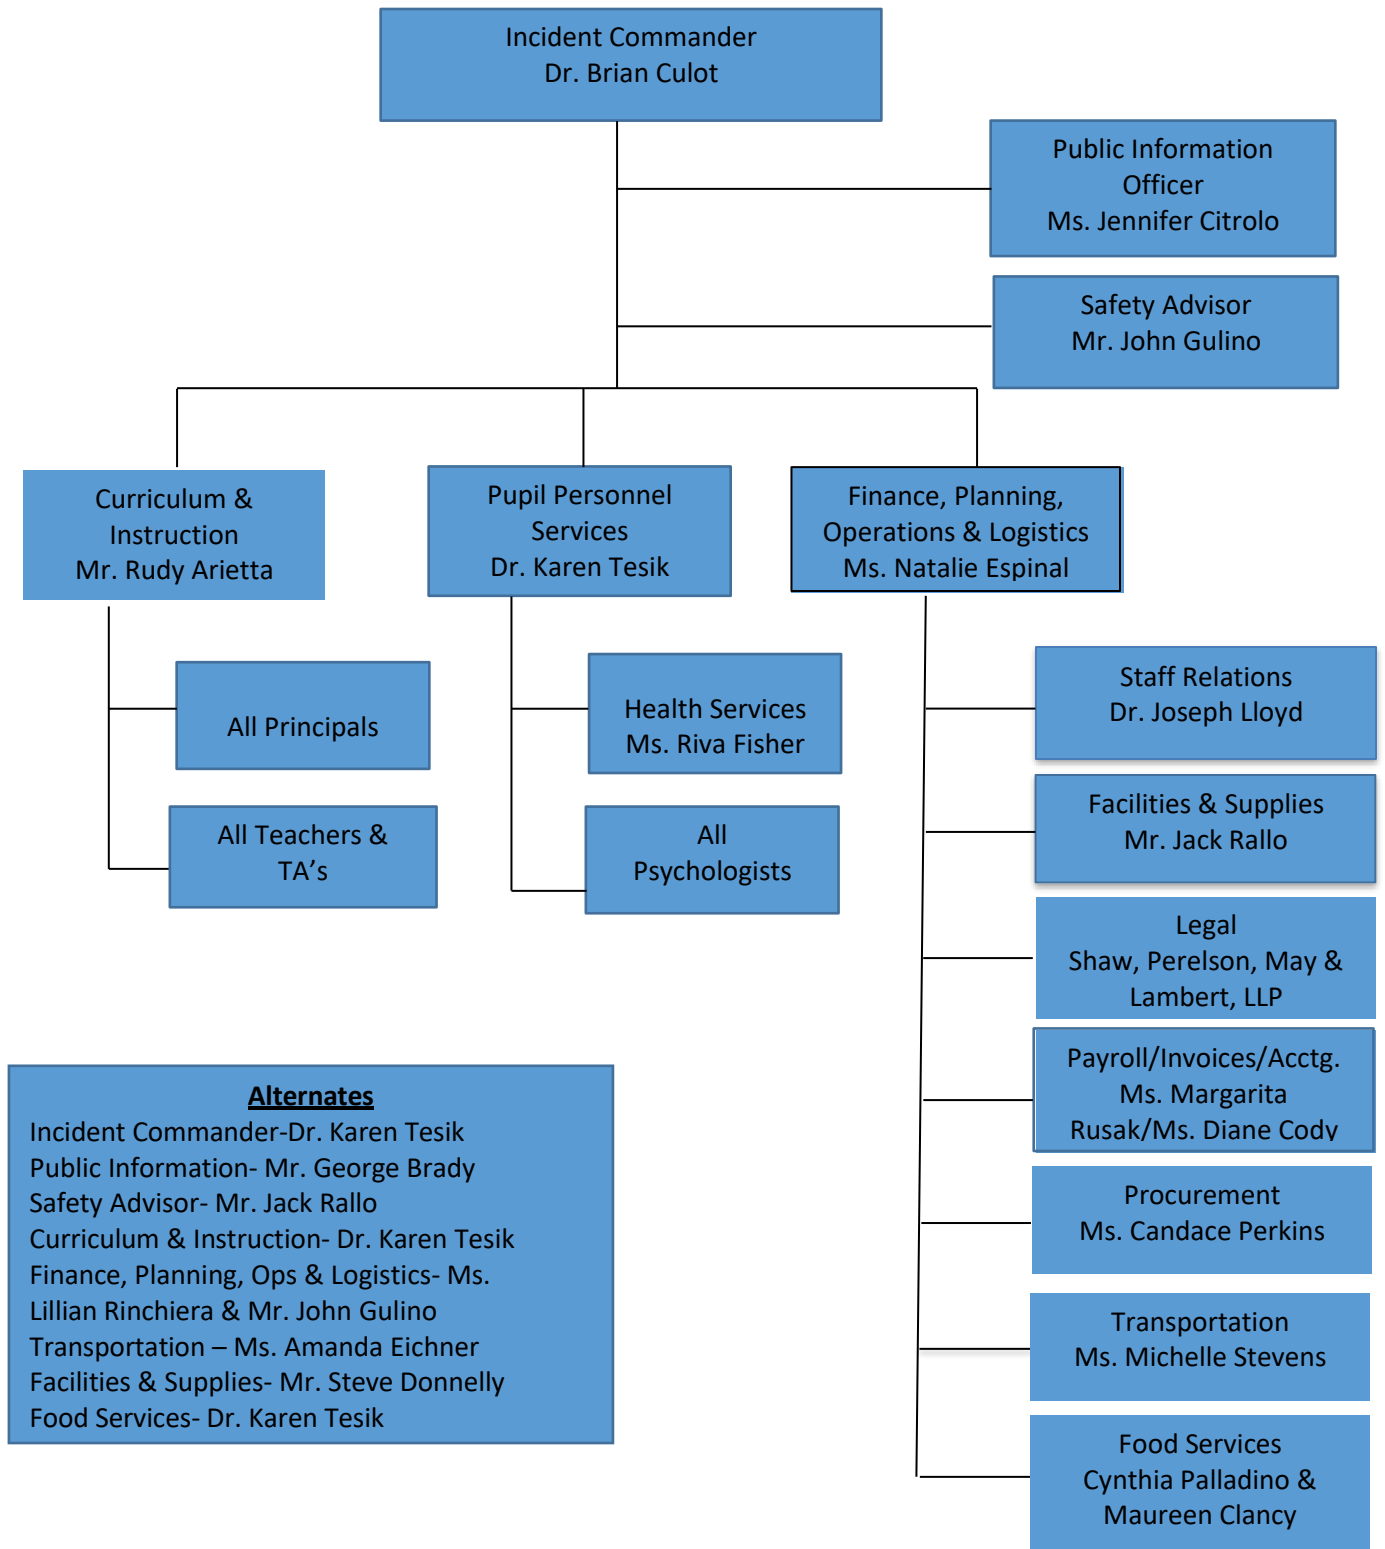 Incident Commander
Dr. Brian Culot
Public Information
Officer
Ms. Jennifer Citrolo
Safety Advisor
Mr. John Gulino
Curriculum &
Instruction
Mr. Rudy Arietta
Pupil Personnel
Services
Dr. Karen Tesik
Finance, Planning,
Operations & Logistics
Ms. Natalie Espinal
All Principals
All Teachers &
TA’s
Health Services
Ms. Riva Fisher
All
Psychologists
Staff Relations
Dr. Joseph Lloyd
Facilities & Supplies
Mr. Jack Rallo
Legal
Shaw, Perelson, May &
Lambert, LLP
Payroll/Invoices/Acctg.
Ms. Margarita
Rusak/Ms. Diane Cody
Procurement
Ms. Candace Perkins
Transportation
Ms. Michelle Stevens
Food Services
Cynthia Palladino &
Maureen Clancy
Alternates
Incident Commander-Dr. Karen Tesik
Public Information- Mr. George Brady
Safety Advisor- Mr. Jack Rallo
Curriculum & Instruction- Dr. Karen Tesik
Finance, Planning, Ops & Logistics- Ms.
Lillian Rinchiera & Mr. John Gulino
Transportation – Ms. Amanda Eichner
Facilities & Supplies- Mr. Steve Donnelly
Food Services- Dr. Karen Tesik